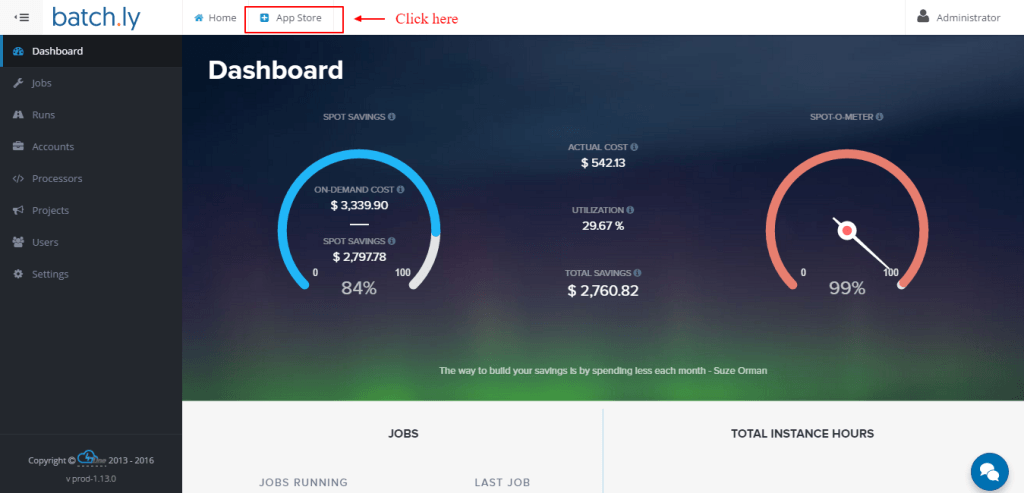 batch.ly
Home
App Store
Click here
Administrator
Dashboard
Jobs
Runs
Accounts
Processors
Projects
Users
Settings
Copyright © 2013 - 2016
v prod-1.13.0
Dashboard
SPOT SAVINGS
ON-DEMAND COST
$ 3,339.90
SPOT SAVINGS
$ 2,797.78
0 100
84%
ACTUAL COST
$ 542.13
UTILIZATION
29.67 %
TOTAL SAVINGS
$ 2,760.82
SPOT-O-METER
0 100
99%
The way to build your savings is by spending less each month - Suze Orman
JOBS
TOTAL INSTANCE HOURS
JOBS RUNNING
LAST JOB